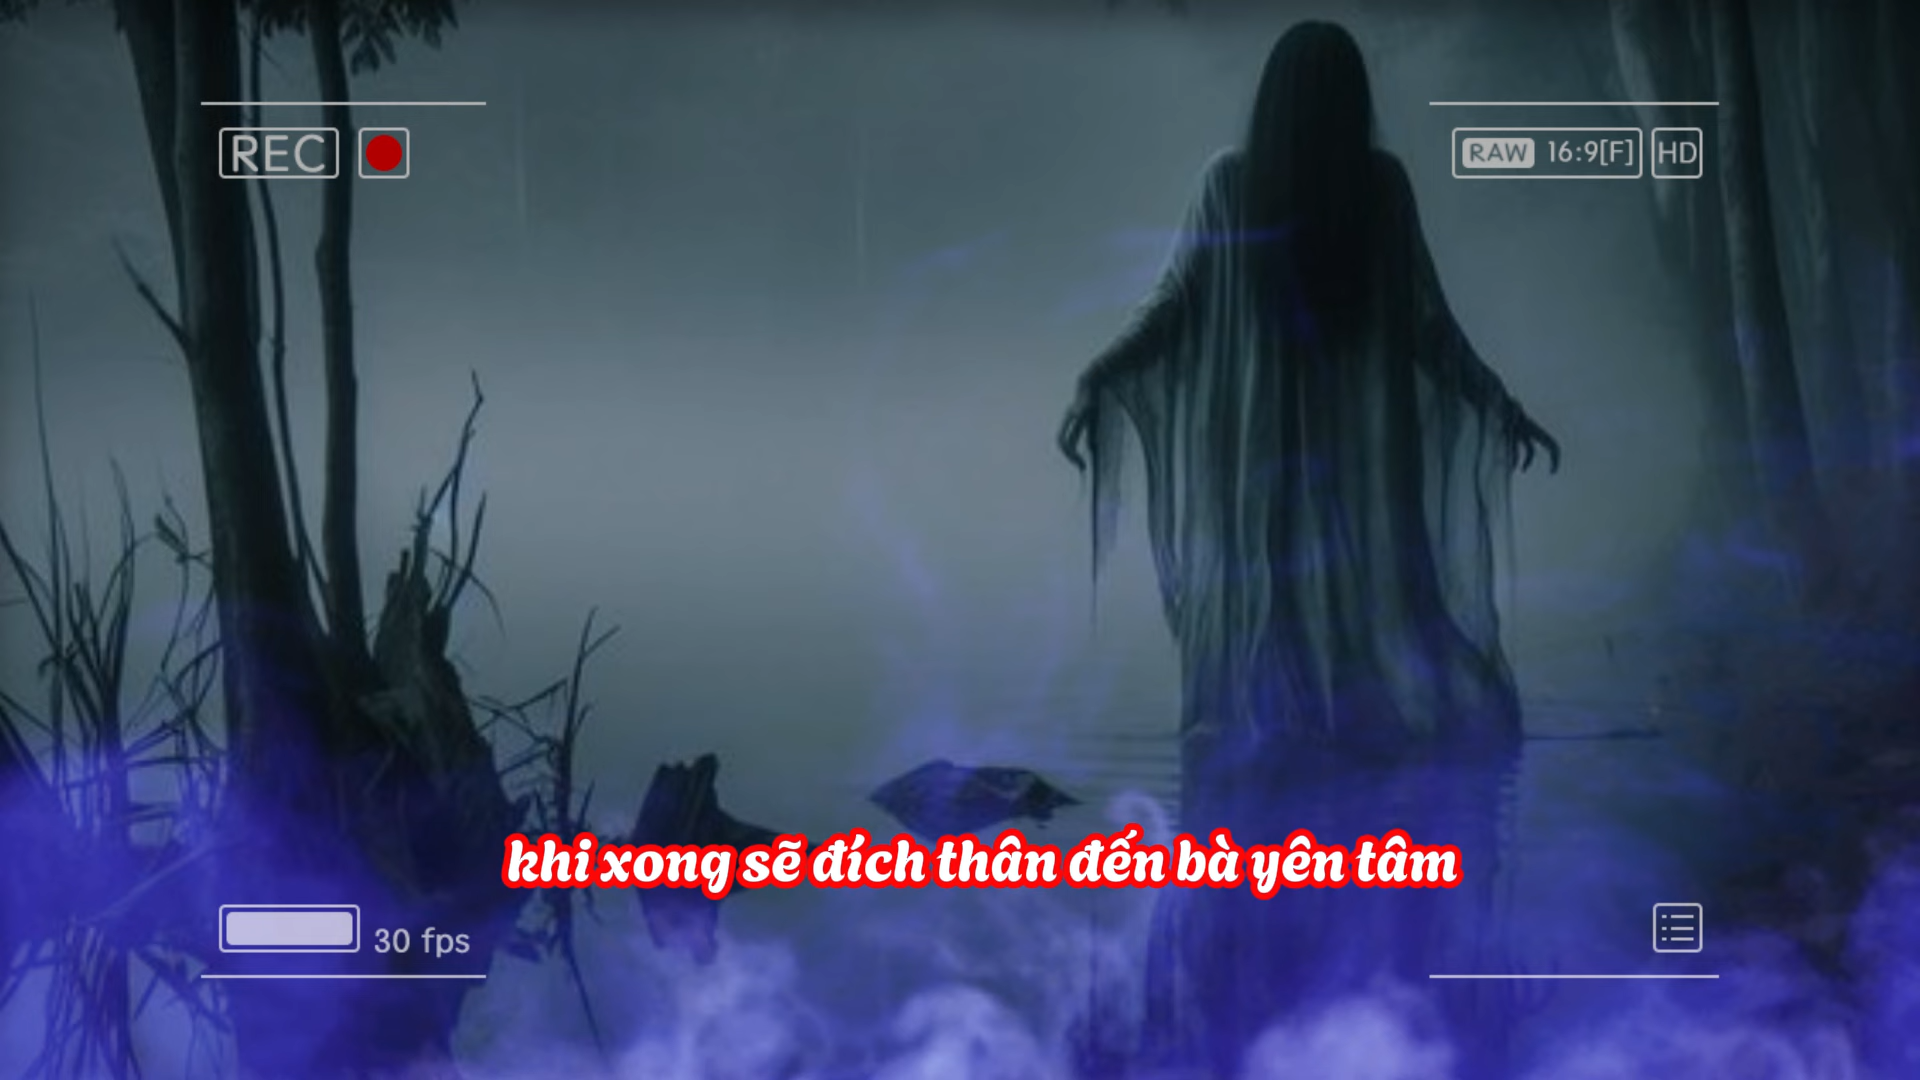 REC
RAW 16:9[F] HD
khi xong sẽ đích thân đến bà yên tâm
30 fps